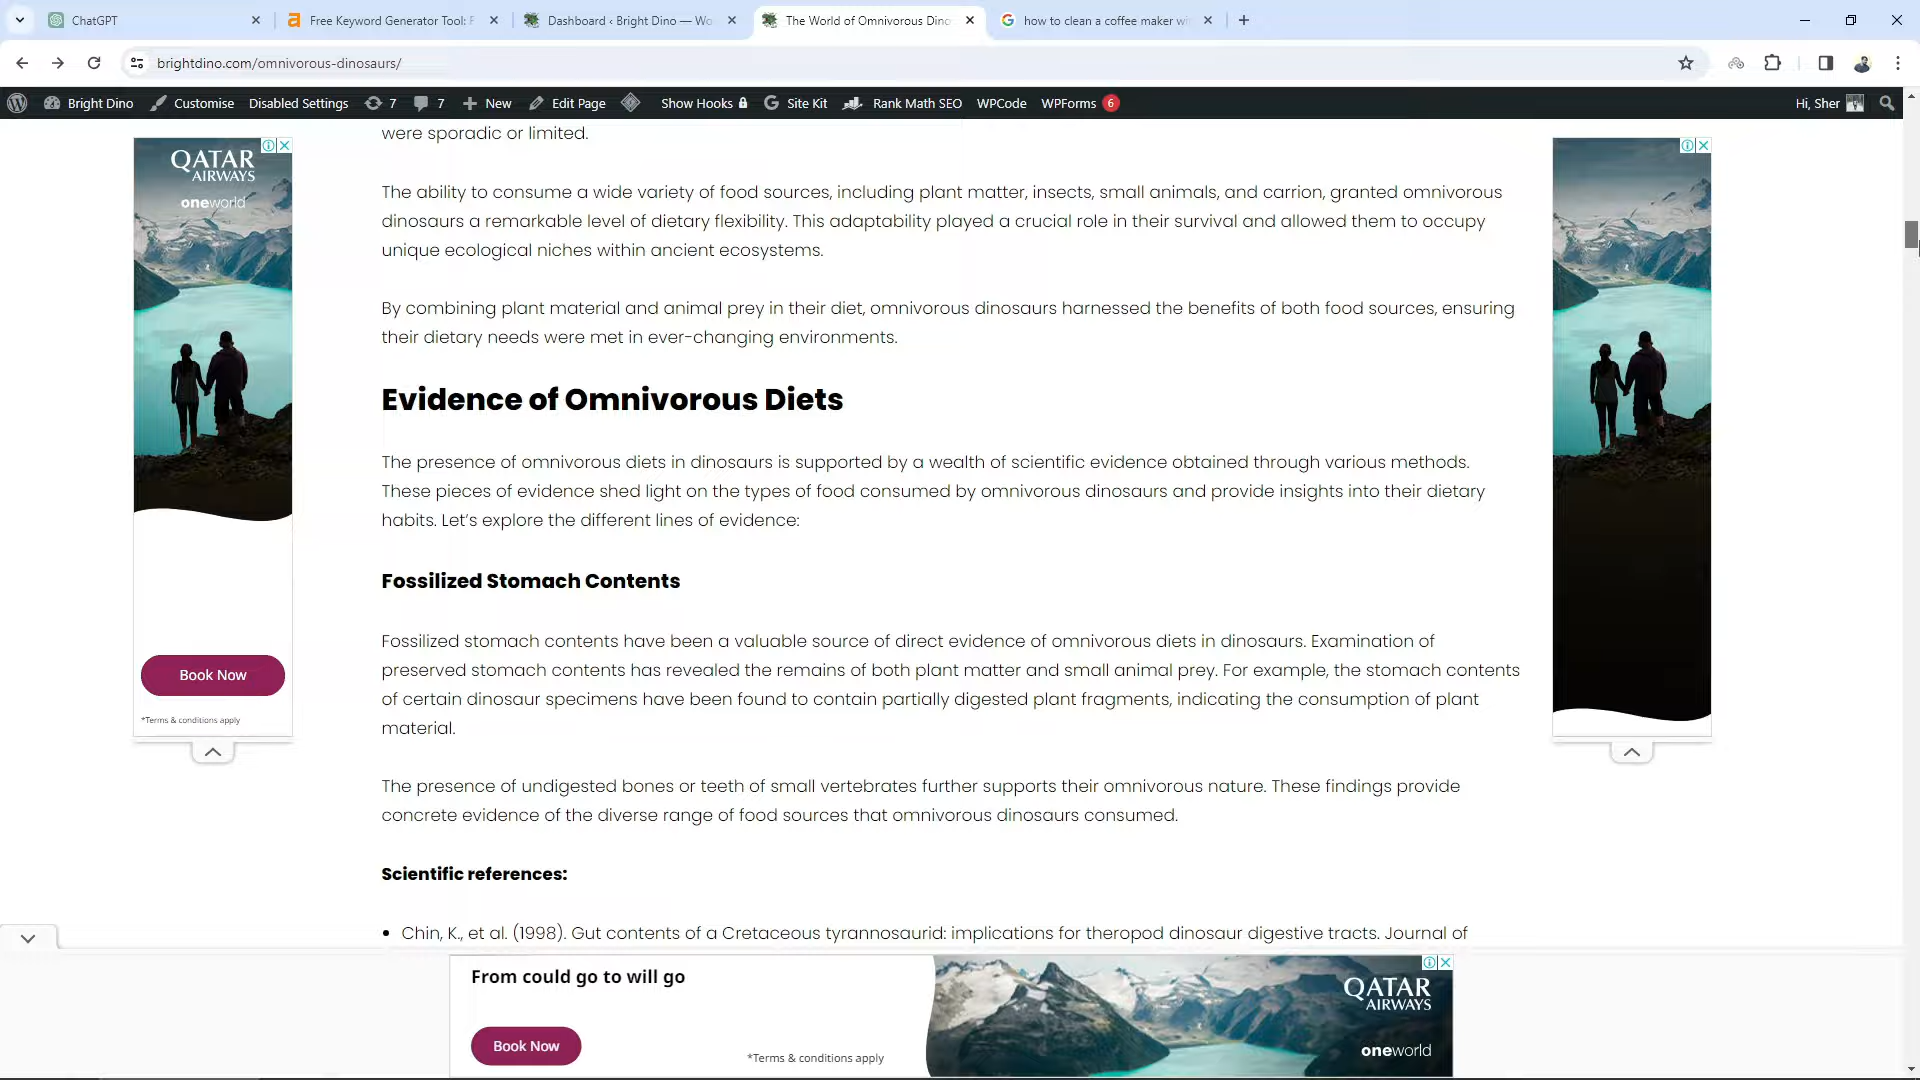 ChatGPT
Free Keyword Generator Tool: F
Dashboard ‹ Bright Dino — Wo
The World of Omnivorous Dino
how to clean a coffee maker wi
brightdino.com/omnivorous-dinosaurs/
Bright Dino
Customise
Disabled Settings
7
7
New
Edit Page
Show Hooks
Site Kit
Rank Math SEO
WPCode
WPForms
6
Hi, Sher
were sporadic or limited.
The ability to consume a wide variety of food sources, including plant matter, insects, small animals, and carrion, granted omnivorous
dinosaurs a remarkable level of dietary flexibility. This adaptability played a crucial role in their survival and allowed them to occupy
unique ecological niches within ancient ecosystems.
By combining plant material and animal prey in their diet, omnivorous dinosaurs harnessed the benefits of both food sources, ensuring
their dietary needs were met in ever-changing environments.
Evidence of Omnivorous Diets
The presence of omnivorous diets in dinosaurs is supported by a wealth of scientific evidence obtained through various methods.
These pieces of evidence shed light on the types of food consumed by omnivorous dinosaurs and provide insights into their dietary
habits. Let’s explore the different lines of evidence:
Fossilized Stomach Contents
Fossilized stomach contents have been a valuable source of direct evidence of omnivorous diets in dinosaurs. Examination of
preserved stomach contents has revealed the remains of both plant matter and small animal prey. For example, the stomach contents
of certain dinosaur specimens have been found to contain partially digested plant fragments, indicating the consumption of plant
material.
The presence of undigested bones or teeth of small vertebrates further supports their omnivorous nature. These findings provide
concrete evidence of the diverse range of food sources that omnivorous dinosaurs consumed.
Scientific references:
• Chin, K., et al. (1998). Gut contents of a Cretaceous tyrannosaurid: implications for theropod dinosaur digestive tracts. Journal of
QATAR
AIRWAYS
oneworld
Book Now
*Terms & conditions apply
From could go to will go
Book Now
*Terms & conditions apply
QATAR
AIRWAYS
oneworld